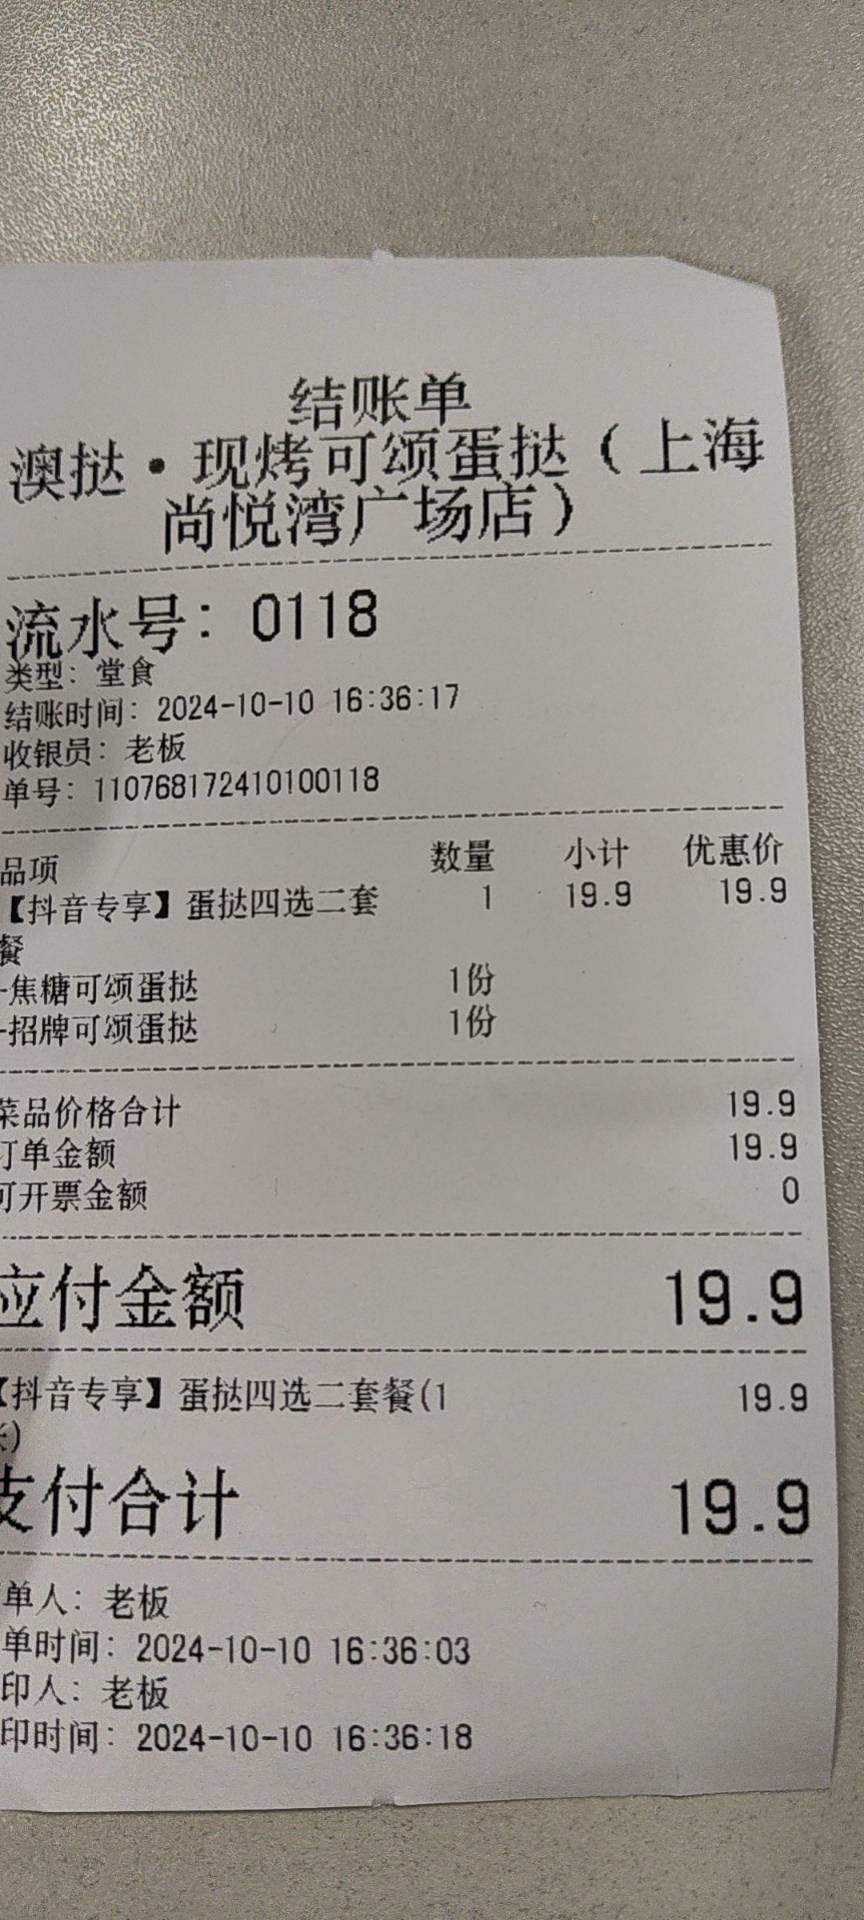 结账单
澳挞·现烤可颂蛋挞（上海
尚悦湾广场店）
流水号：0118
类型：堂食
结账时间：2024-10-10 16:36:17
收银员：老板
单号：110768172410100118
品项 数量 小计 优惠价
【抖音专享】蛋挞四选二套 1 19.9 19.9
餐
-焦糖可颂蛋挞 1份
-招牌可颂蛋挞 1份
菜品价格合计 19.9
订单金额 19.9
可开票金额 0
应付金额 19.9
【抖音专享】蛋挞四选二套餐(1 19.9
张)
支付合计 19.9
单人：老板
单时间：2024-10-10 16:36:03
印人：老板
印时间：2024-10-10 16:36:18